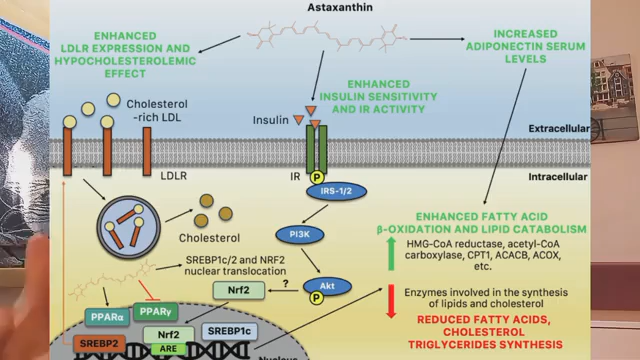 Astaxanthin
ENHANCED
LDLR EXPRESSION AND
HYPOCHOLESTEROLEMIC
EFFECT
INCREASED
ADIPONECTIN SERUM
LEVELS
ENHANCED
INSULIN SENSITIVITY
AND IR ACTIVITY
Cholesterol
-rich LDL
Insulin
Extracellular
LDLR
IR
P
Intracellular
IRS-1/2
ENHANCED FATTY ACID
β-OXIDATION AND LIPID CATABOLISM
HMG-CoA reductase, acetyl-CoA
carboxylase, CPT1, ACACB, ACOX,
etc.
PI3K
Cholesterol
SREBP1c/2 and NRF2
nuclear translocation
Nrf2
?
Akt
P
Enzymes involved in the synthesis
of lipids and cholesterol
REDUCED FATTY ACIDS,
CHOLESTEROL
TRIGLYCERIDES SYNTHESIS
PPARα
PPARγ
SREBP2
Nrf2
ARE
SREBP1c
Nucleus